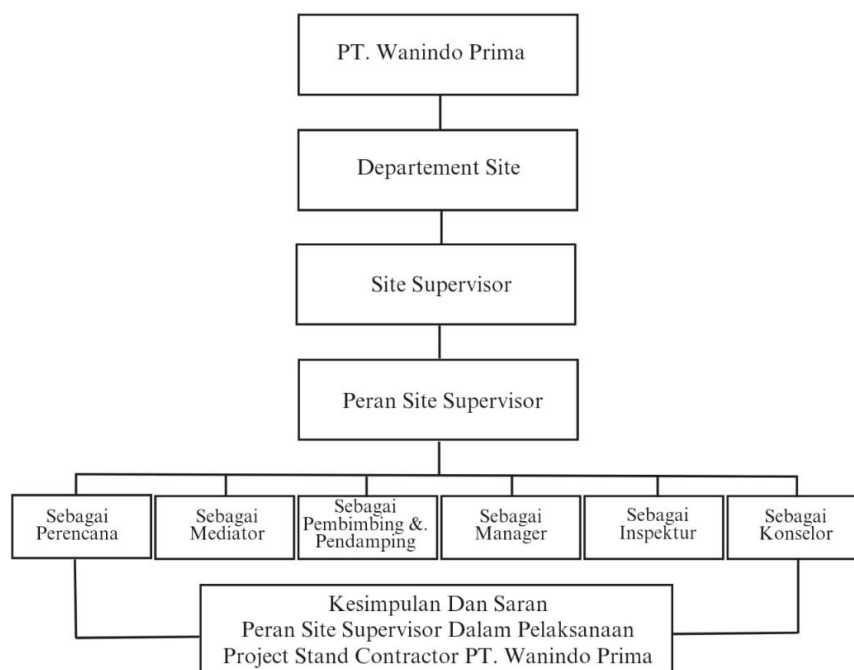 PT. Wanindo Prima
Departement Site
Site Supervisor
Peran Site Supervisor
Sebagai
Perencana
Sebagai
Mediator
Sebagai
Pembimbing &.
Pendamping
Sebagai
Manager
Sebagai
Inspektur
Sebagai
Konselor
Kesimpulan Dan Saran
Peran Site Supervisor Dalam Pelaksanaan
Project Stand Contractor PT. Wanindo Prima